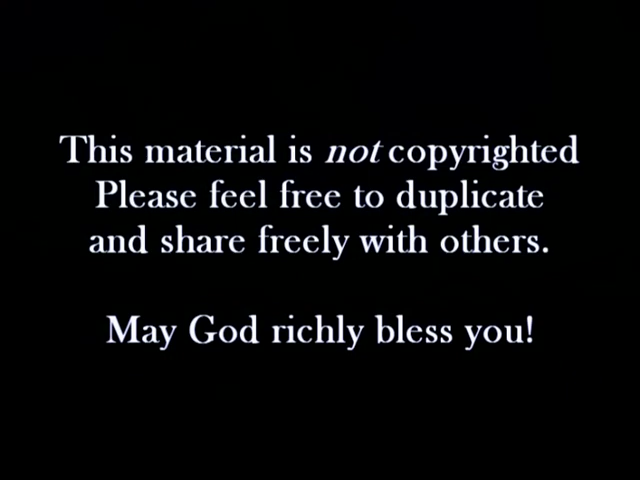 This material is not copyrighted
Please feel free to duplicate
and share freely with others.
May God richly bless you!